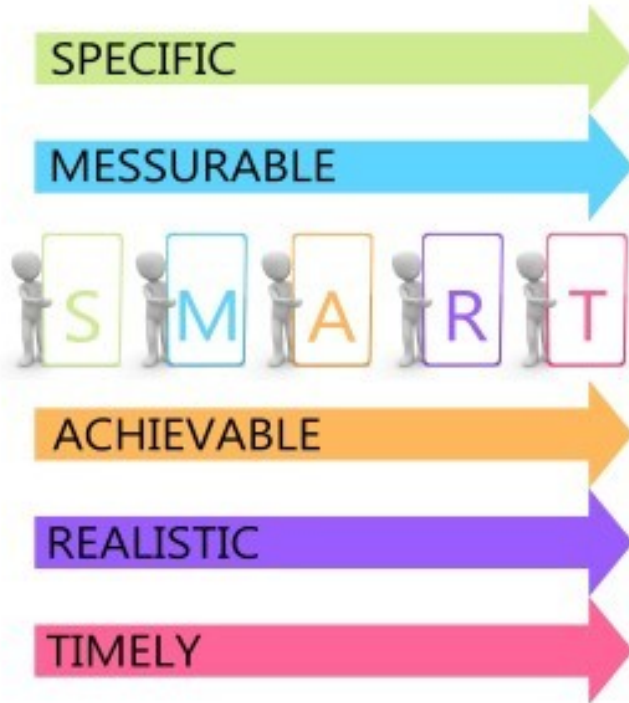 SPECIFIC
MESSURABLE
S M A R T
ACHIEVABLE
REALISTIC
TIMELY